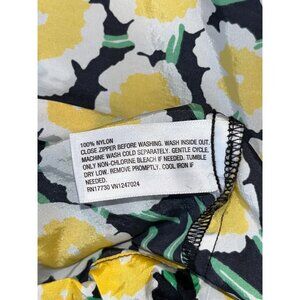 100% NYLON
CLOSE ZIPPER BEFORE WASHING. WASH INSIDE OUT.
MACHINE WASH COLD SEPARATELY. GENTLE CYCLE.
ONLY NON-CHLORINE BLEACH IF NEEDED. TUMBLE
DRY LOW. REMOVE PROMPTLY. COOL IRON IF
NEEDED.
RN17730 VN1247024